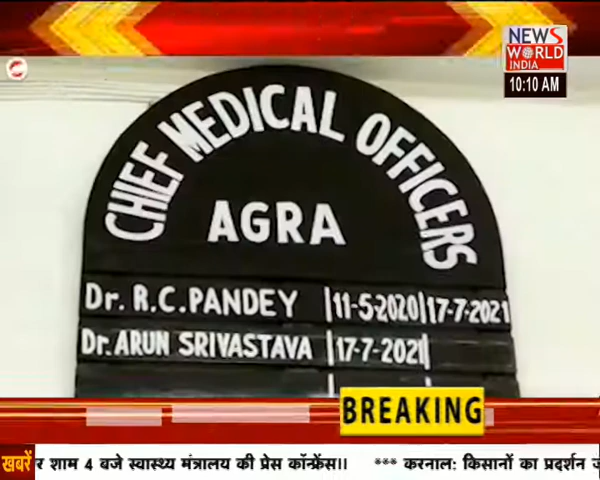 NEWS
WORLD
INDIA
10:10 AM
CHIEF MEDICAL OFFICERS
AGRA
Dr. R.C. PANDEY 11-5-2020 17-7-2021
Dr. ARUN SRIVASTAVA 17-7-2021
BREAKING
खबरें र शाम 4 बजे स्वास्थ्य मंत्रालय की प्रेस कॉन्फ्रेंस।। *** करनाल: किसानों का प्रदर्शन